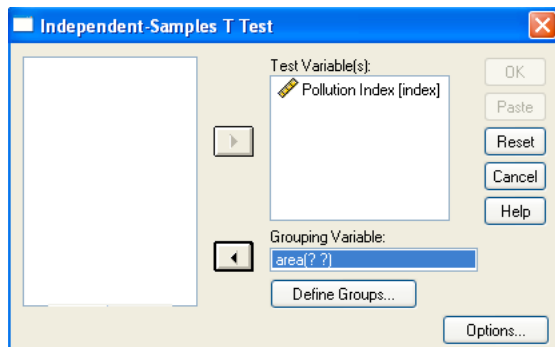 Independent-Samples T Test
Test Variable(s):
Pollution Index [index]
OK
Paste
Reset
Cancel
Help
Grouping Variable:
area(? ?)
Define Groups...
Options...